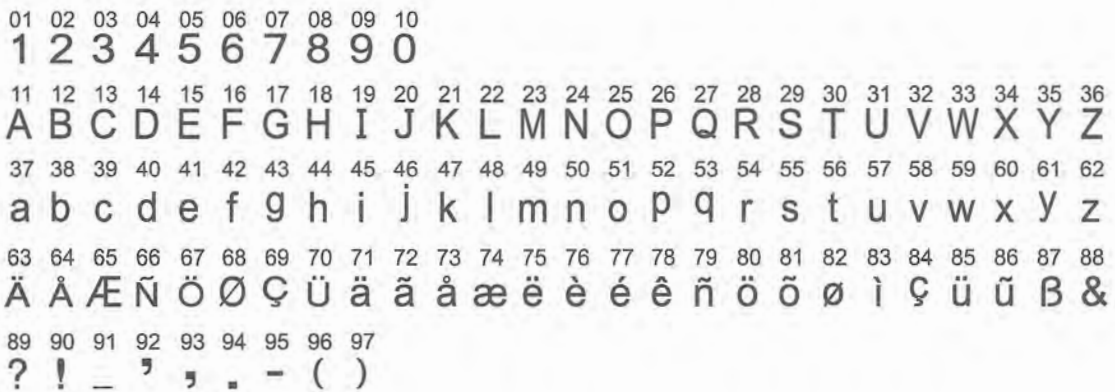 01 02 03 04 05 06 07 08 09 10
1 2 3 4 5 6 7 8 9 0
11 12 13 14 15 16 17 18 19 20 21 22 23 24 25 26 27 28 29 30 31 32 33 34 35 36
A B C D E F G H I J K L M N O P Q R S T U V W X Y Z
37 38 39 40 41 42 43 44 45 46 47 48 49 50 51 52 53 54 55 56 57 58 59 60 61 62
a b c d e f g h i j k l m n o p q r s t u v w x y z
63 64 65 66 67 68 69 70 71 72 73 74 75 76 77 78 79 80 81 82 83 84 85 86 87 88
Ä Å Æ Ñ Ö Ø Ç Ü ä ã å æ ë è é ê ñ ö õ ø ì ç ü ũ ß &
89 90 91 92 93 94 95 96 97
? ! _ ’ , . - ( )